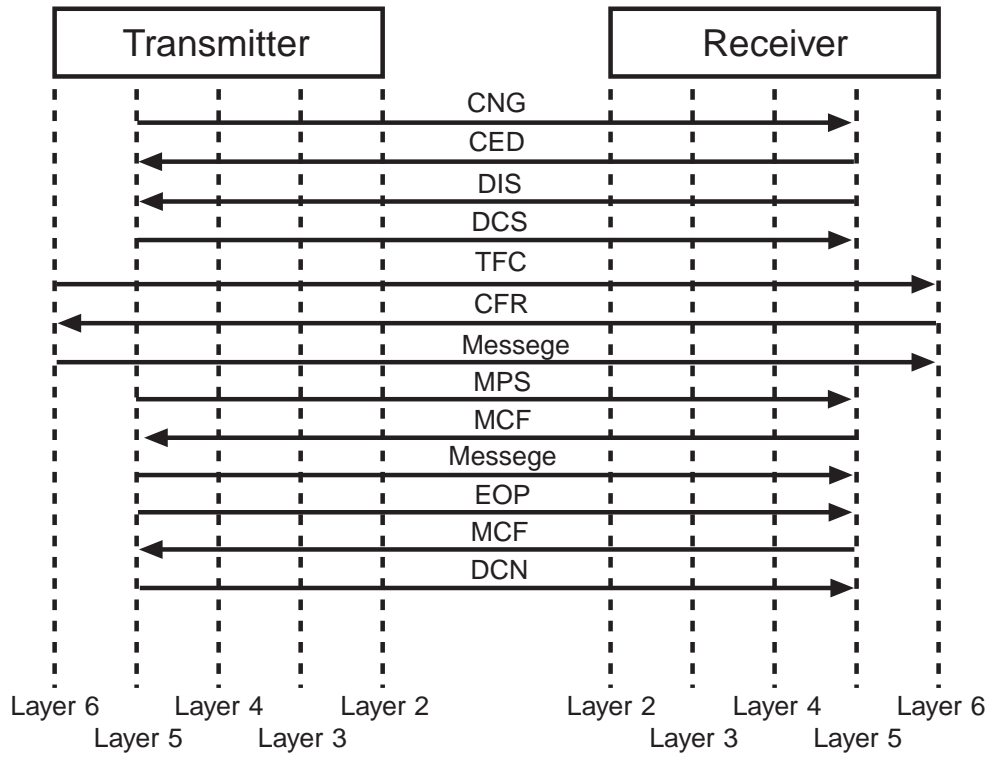 Transmitter Receiver
CNG
CED
DIS
DCS
TFC
CFR
Messege
MPS
MCF
Messege
EOP
MCF
DCN
Layer 6 Layer 4 Layer 2 Layer 2 Layer 4 Layer 6
Layer 5 Layer 3 Layer 3 Layer 5